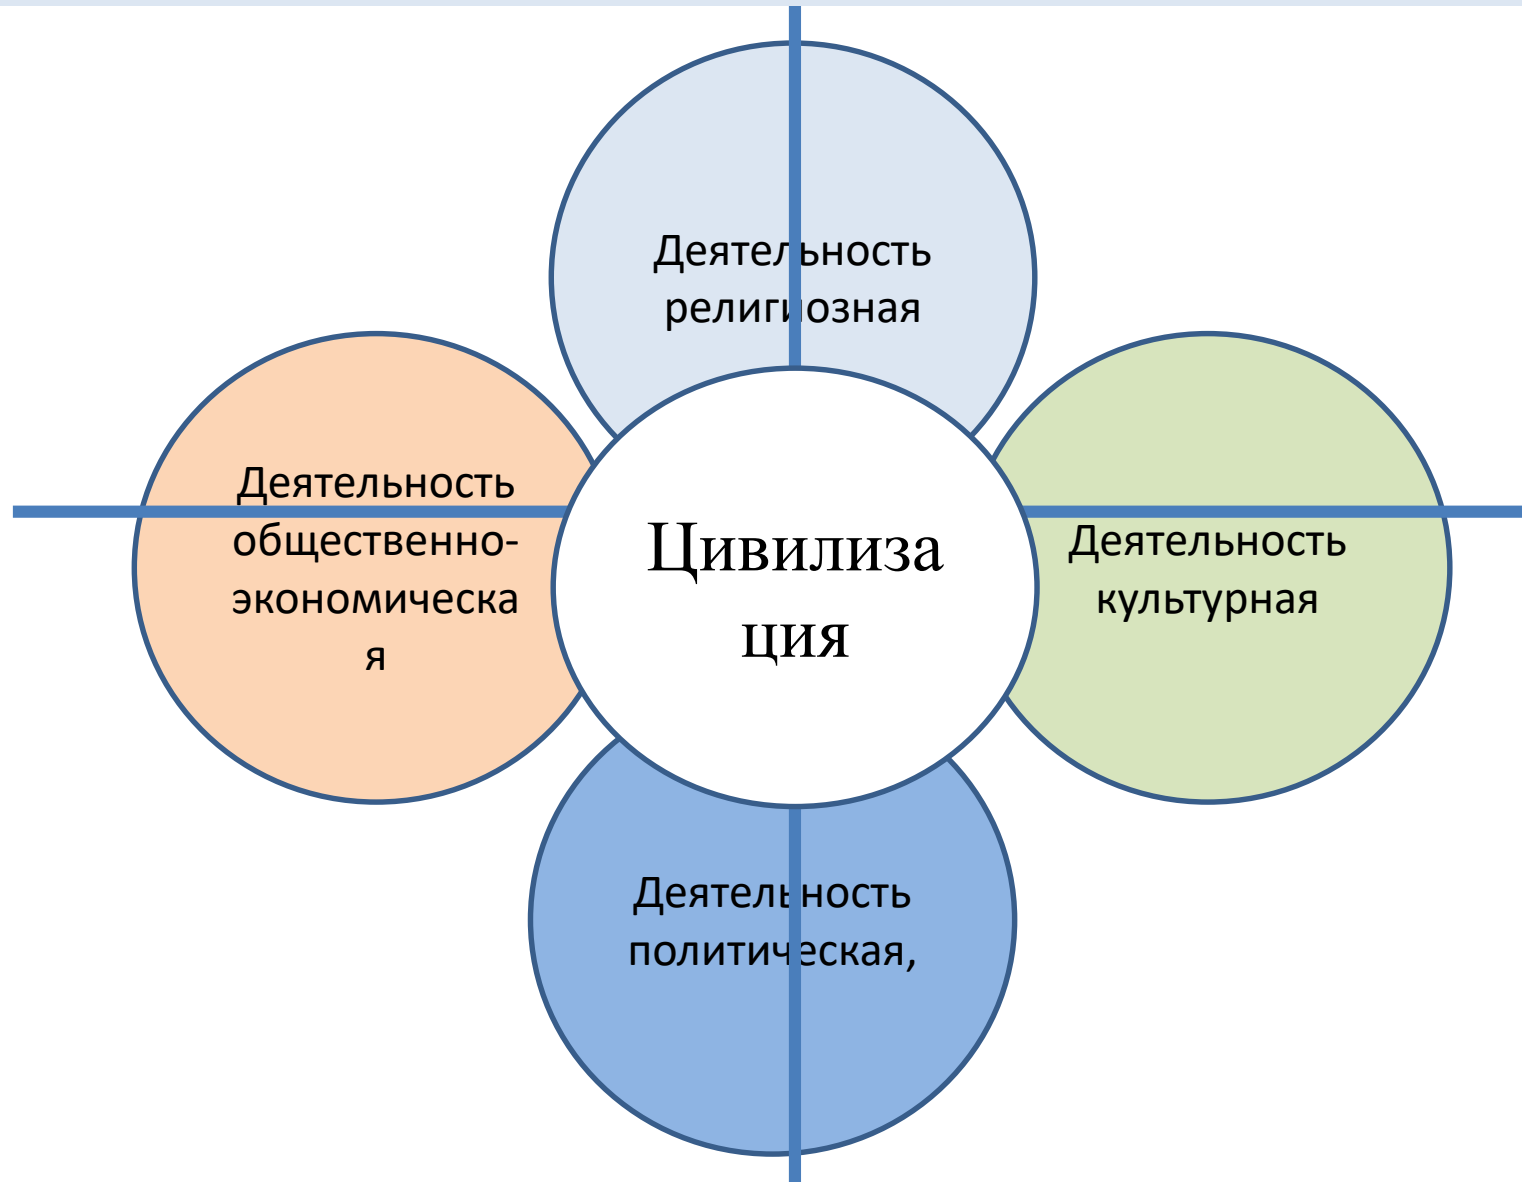 Деятельность
религиозная
Деятельность
общественно-
экономическа
я
Цивилиза
ция
Деятельность
культурная
Деятельность
политическая,